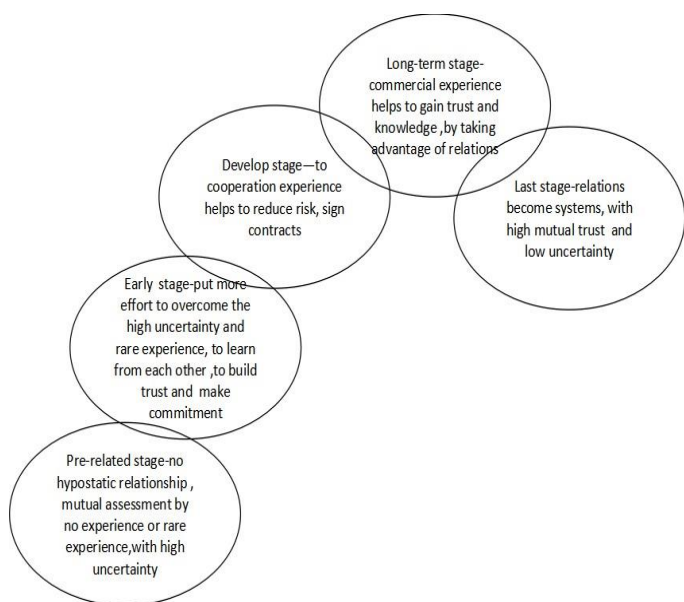 Long-term stage-
commercial experience
helps to gain trust and
knowledge ,by taking
advantage of relations
Develop stage—to
cooperation experience
helps to reduce risk, sign
contracts
Last stage-relations
become systems, with
high mutual trust and
low uncertainty
Early stage-put more
effort to overcome the
high uncertainty and
rare experience, to learn
from each other ,to build
trust and make
commitment
Pre-related stage-no
hypostatic relationship ,
mutual assessment by
no experience or rare
experience,with high
uncertainty